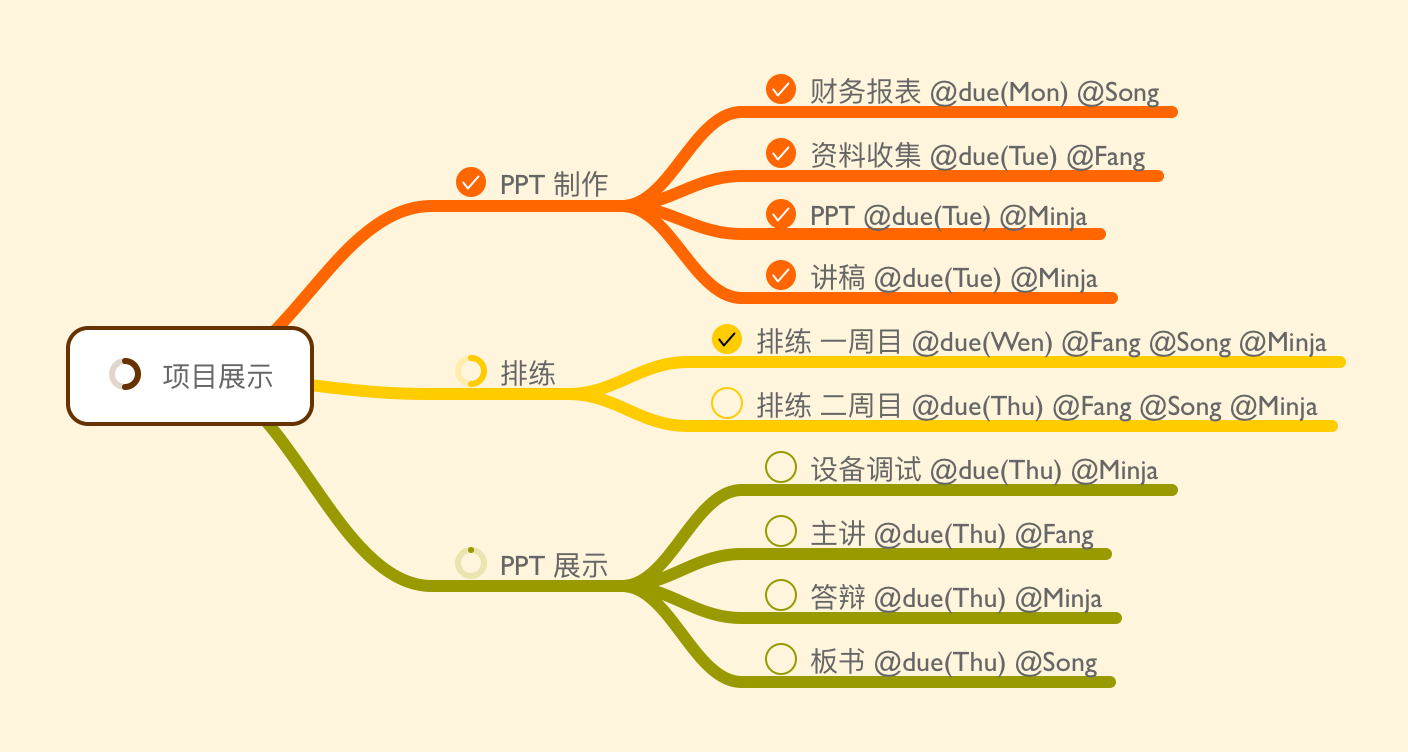 项目展示
PPT 制作
财务报表 @due(Mon) @Song
资料收集 @due(Tue) @Fang
PPT @due(Tue) @Minja
讲稿 @due(Tue) @Minja
排练
排练 一周目 @due(Wen) @Fang @Song @Minja
排练 二周目 @due(Thu) @Fang @Song @Minja
PPT 展示
设备调试 @due(Thu) @Minja
主讲 @due(Thu) @Fang
答辩 @due(Thu) @Minja
板书 @due(Thu) @Song